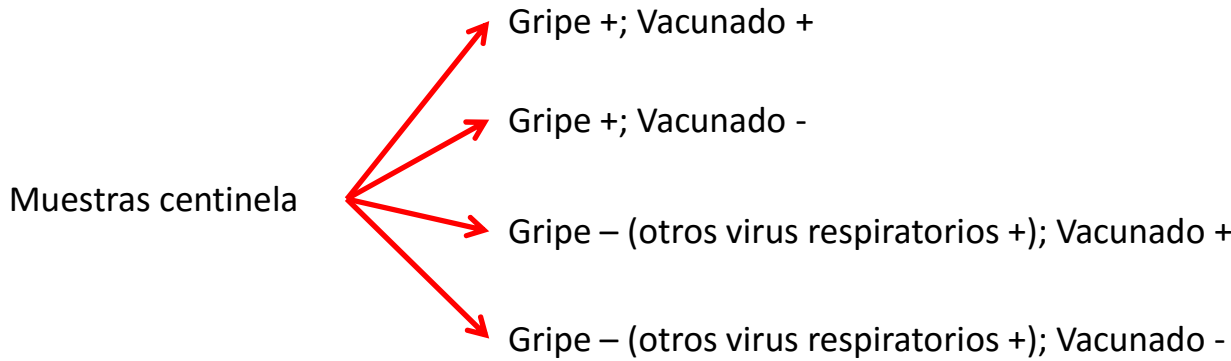 Gripe +; Vacunado +
Gripe +; Vacunado -
Muestras centinela
Gripe – (otros virus respiratorios +); Vacunado +
Gripe – (otros virus respiratorios +); Vacunado -